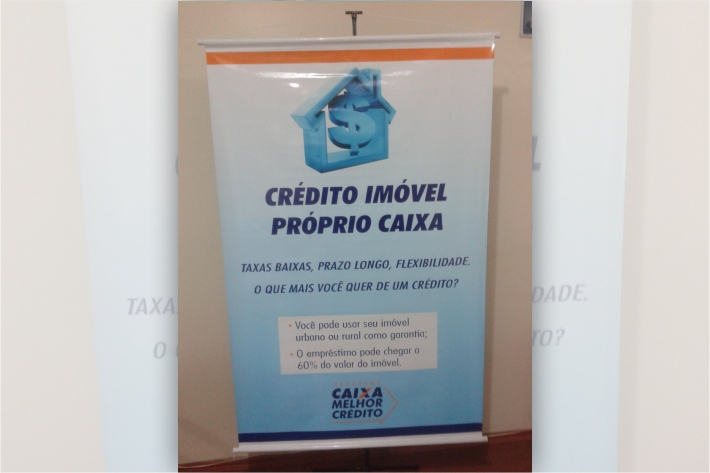 CRÉDITO IMÓVEL
PRÓPRIO CAIXA
TAXAS BAIXAS, PRAZO LONGO, FLEXIBILIDADE.
O QUE MAIS VOCÊ QUER DE UM CRÉDITO?
• Você pode usar seu imóvel
urbano ou rural como garantia;
• O empréstimo pode chegar a
60% do valor do imóvel.
CAIXA
MELHOR
CRÉDITO